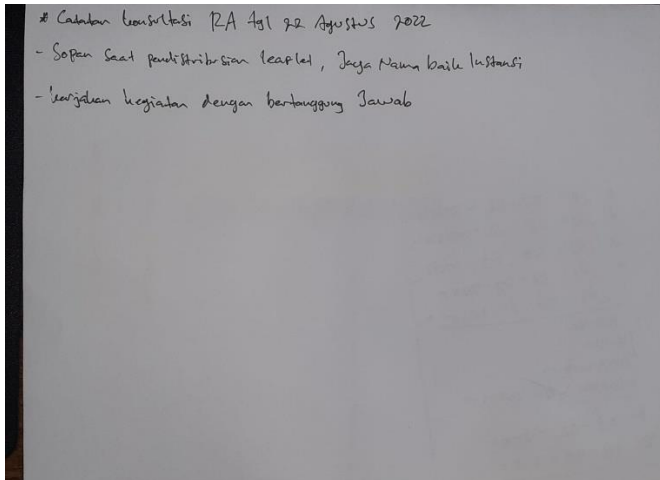 * Catatan konsultasi RA tgl 22 Agustus 2022
- Sopan saat pendistribusian leaplet, Jaga Nama baik Instansi
- kerjakan kegiatan dengan bertanggung Jawab